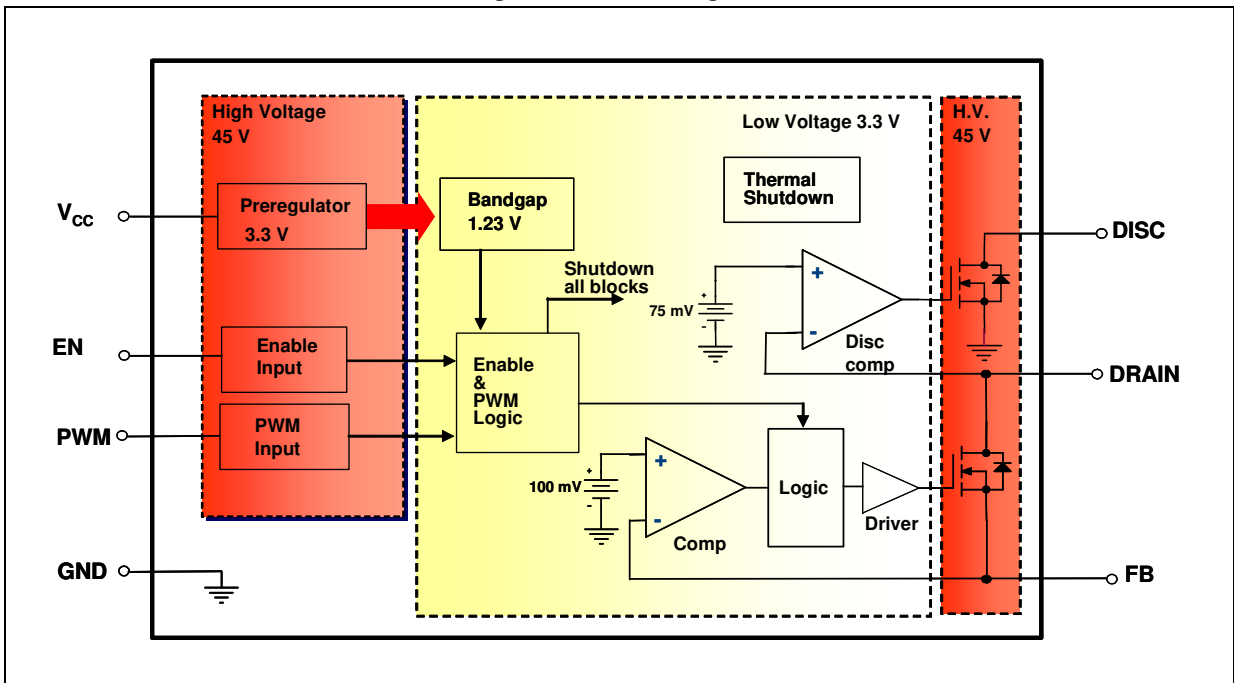 High Voltage
45 V
Low Voltage 3.3 V
H.V.
45 V
Thermal
Shutdown
VCC
Preregulator
3.3 V
Bandgap
1.23 V
DISC
Shutdown
all blocks
+
-
75 mV
+
-
Disc
comp
EN
Enable
Input
Enable
&
PWM
Logic
DRAIN
PWM
PWM
Input
+
-
100 mV
+
-
Comp
Logic
Driver
GND
FB